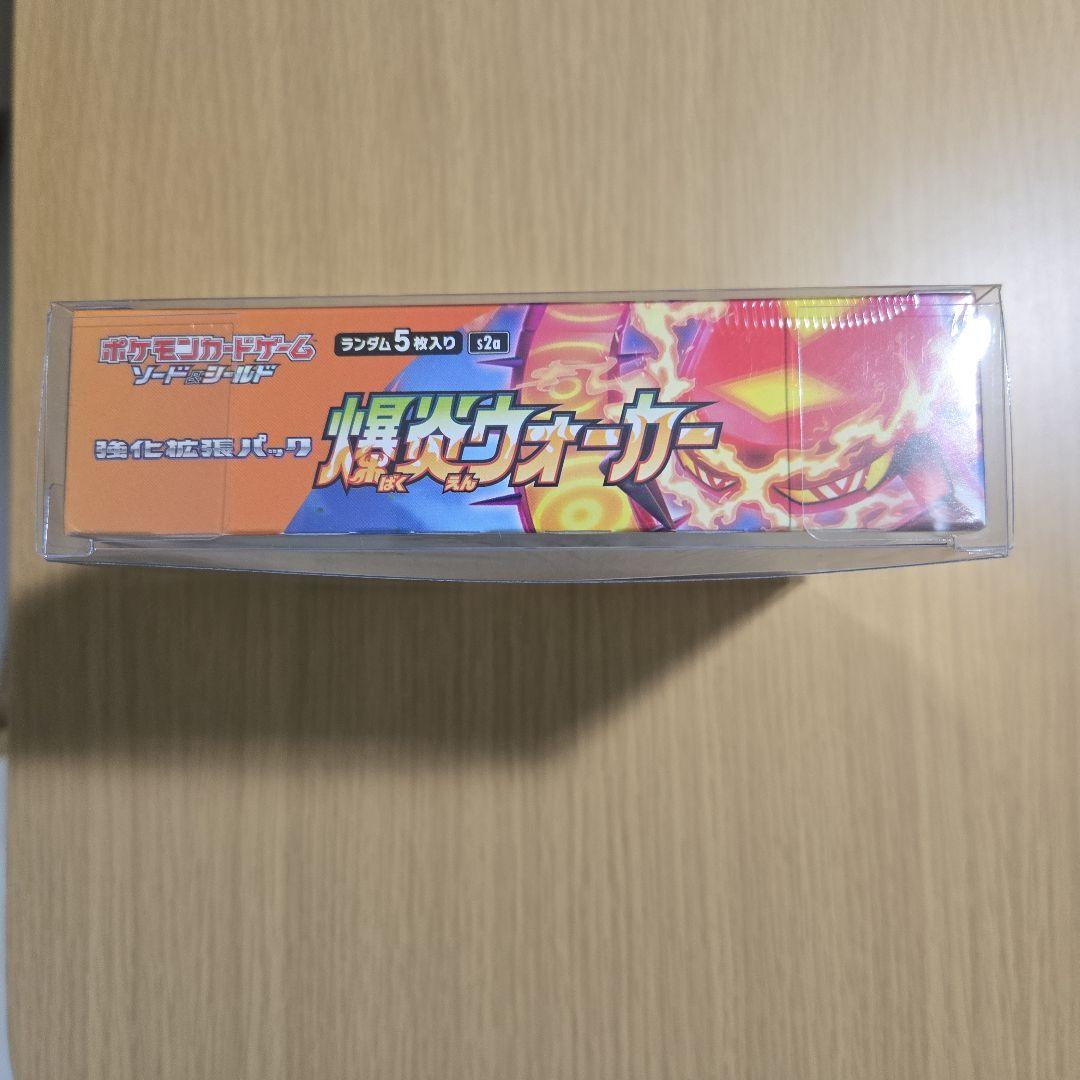 ポケモンカードゲーム
ソード&シールド
ランダム5枚入り s2a
強化拡張パック
爆炎ウォーカー
ばく えん